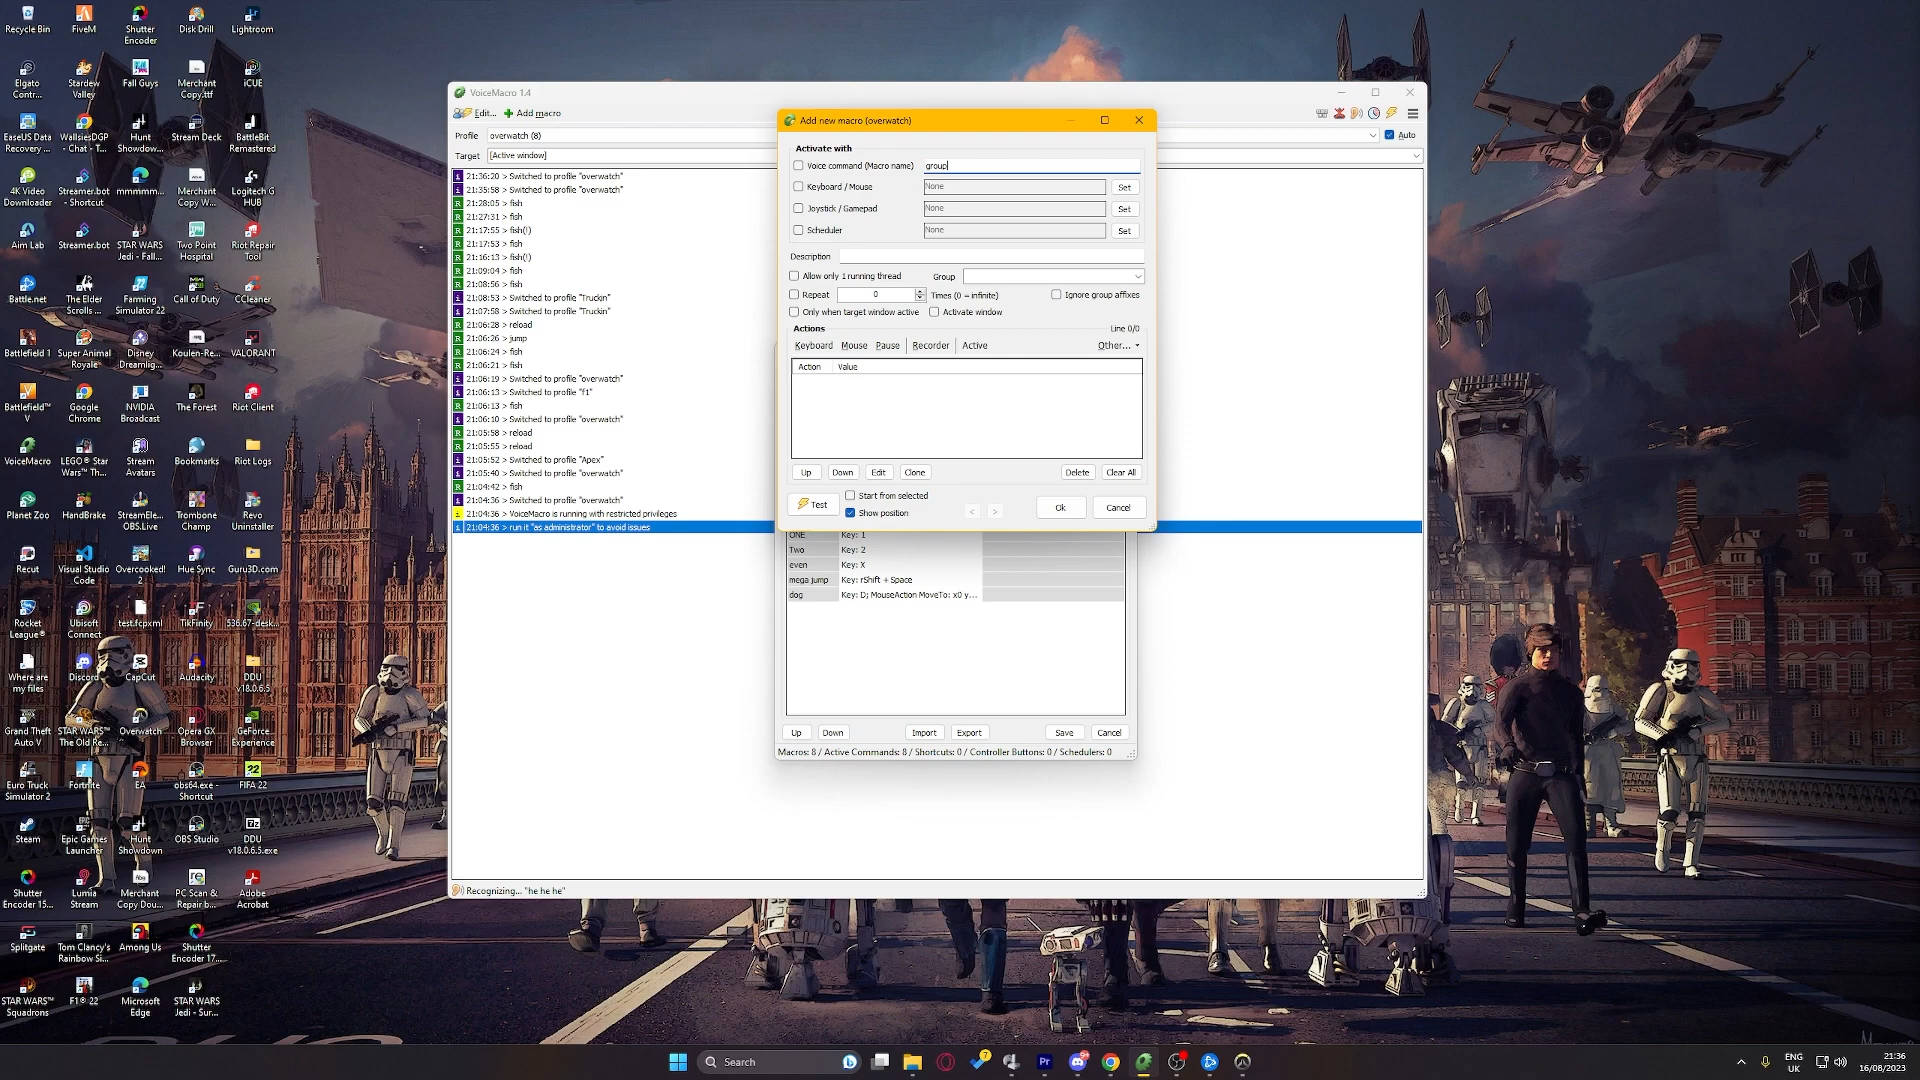 Recycle Bin
FiveM
Shutter
Encoder
Disk Drill
Lightroom
Elgato
Contr...
Stardew
Valley
Fall Guys
Merchant
Copy.ttf
iCUE
EaseUS Data
Recovery ...
WallsiesDGP
- Chat - T...
Hunt
Showdow...
Stream Deck
BattleBit
Remastered
4K Video
Downloader
Streamer.bot
- Shortcut
mmmmm...
Merchant
Copy W...
Logitech G
HUB
Aim Lab
Streamer.bot
STAR WARS
Jedi - Fall...
Two Point
Hospital
Riot Repair
Tool
Battle.net
The Elder
Scrolls ...
Farming
Simulator 22
Call of Duty
CCleaner
Battlefield 1
Super Animal
Royale
Disney
Dreamlig...
Koulen-Re...
VALORANT
Battlefield™
V
Google
Chrome
NVIDIA
Broadcast
The Forest
Riot Client
VoiceMacro
LEGO® Star
Wars™ Th...
Stream
Avatars
Bookmarks
Riot Logs
Planet Zoo
HandBrake
StreamEle...
OBS.Live
Trombone
Champ
Revo
Uninstaller
Recut
Visual Studio
Code
Overcooked!
2
Hue Sync
Guru3D.com
Rocket
League®
Ubisoft
Connect
test.fcpxml
TikFinity
536.67-desk...
Where are
my files
Discord
CapCut
Audacity
DDU
v18.0.6.5
Grand Theft
Auto V
STAR WARS™
The Old Re...
Overwatch
Opera GX
Browser
GeForce
Experience
Euro Truck
Simulator 2
Fortnite
EA
obs64.exe -
Shortcut
FIFA 22
Steam
Epic Games
Launcher
Hunt
Showdown
OBS Studio
DDU
v18.0.6.exe
Shutter
Encoder 15...
Lumia
Stream
Merchant
Copy Dou...
PC Scan &
Repair b...
Adobe
Acrobat
Splitgate
Tom Clancy's
Rainbow Si...
Among Us
Shutter
Encoder 17...
STAR WARS™
Squadrons
F1® 22
Microsoft
Edge
STAR WARS
Jedi - Sur...
VoiceMacro 1.4
Edit... Add macro
Profile overwatch (8) Auto
Target [Active window]
21:36:20 > Switched to profile "overwatch"
21:35:58 > Switched to profile "overwatch"
21:28:05 > fish
21:27:31 > fish
21:17:55 > fish(!)
21:17:53 > fish
21:16:13 > fish(!)
21:09:04 > fish
21:08:56 > fish
21:08:53 > Switched to profile "Truckin"
21:07:58 > Switched to profile "Truckin"
21:06:28 > reload
21:06:26 > jump
21:06:24 > fish
21:06:21 > fish
21:06:19 > Switched to profile "overwatch"
21:06:13 > Switched to profile "f1"
21:06:13 > fish
21:06:10 > Switched to profile "overwatch"
21:05:58 > reload
21:05:55 > reload
21:05:52 > Switched to profile "Apex"
21:05:40 > Switched to profile "overwatch"
21:04:42 > fish
21:04:36 > Switched to profile "overwatch"
21:04:36 > VoiceMacro is running with restricted privileges
21:04:36 > run it "as administrator" to avoid issues
Recognizing... "he he he"
Add new macro (overwatch)
Activate with
Voice command (Macro name) group
Keyboard / Mouse None Set
Joystick / Gamepad None Set
Scheduler None Set
Description
Allow only 1 running thread Group
Repeat 0 Times (0 = infinite) Ignore group affixes
Only when target window active Activate window
Actions Line 0/0
Keyboard Mouse Pause Recorder Active Other...
Action Value
Up Down Edit Clone Delete Clear All
Test Start from selected
Show position < > Ok Cancel
ONE Key: 1
Two Key: 2
even Key: X
mega jump Key: rShift + Space
dog Key: D; MouseAction MoveTo: x0 y...
Up Down Import Export Save Cancel
Macros: 8 / Active Commands: 8 / Shortcuts: 0 / Controller Buttons: 0 / Schedulers: 0
Search
7
Pr
ENG
UK
21:36
16/08/2023